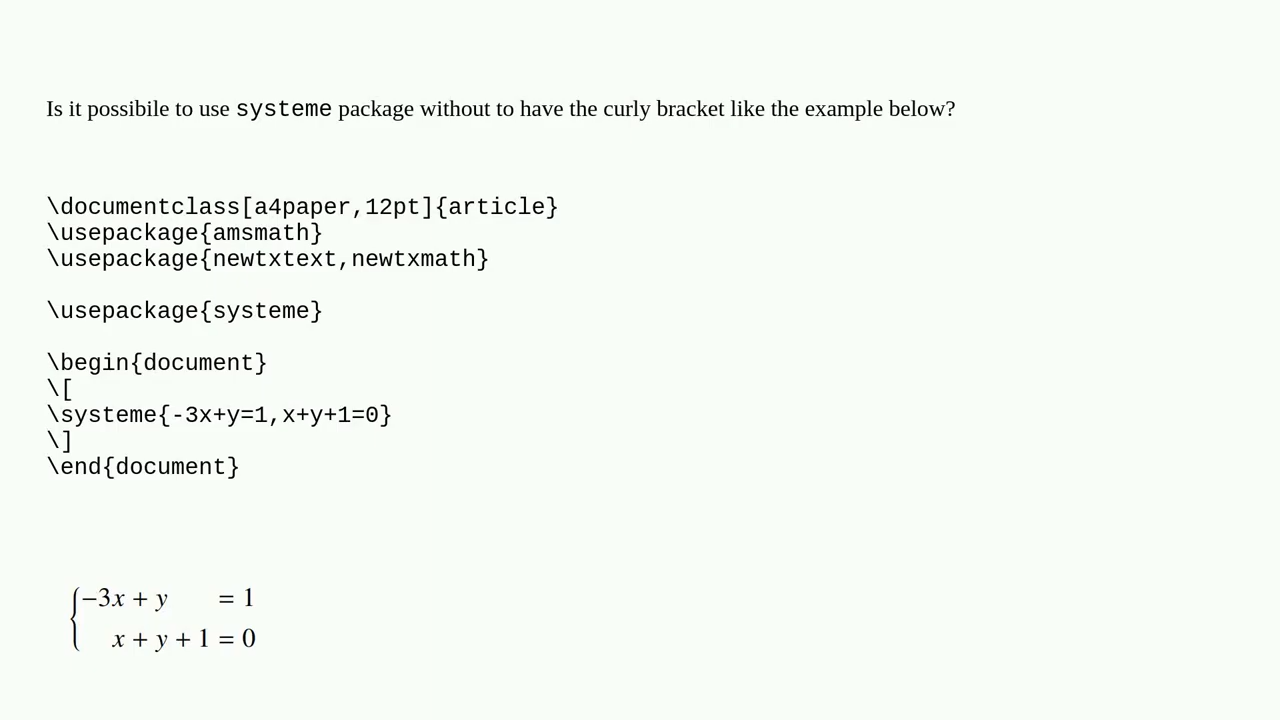 Is it possibile to use systeme package without to have the curly bracket like the example below?
\documentclass[a4paper,12pt]{article}
\usepackage{amsmath}
\usepackage{newtxtext,newtxmath}
\usepackage{systeme}
\begin{document}
\[
\systeme{-3x+y=1,x+y+1=0}
\]
\end{document}
{−3x + y = 1
x + y + 1 = 0